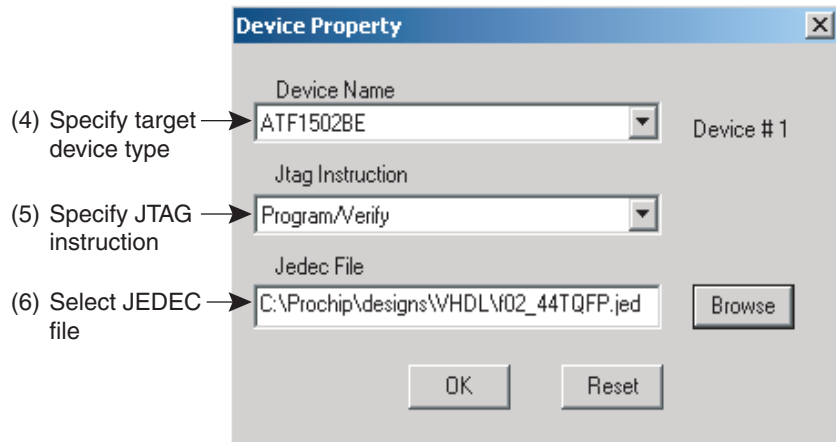 Device Property
Device Name
(4) Specify target
device type
ATF1502BE
Device # 1
Jtag Instruction
(5) Specify JTAG
instruction
Program/Verify
Jedec File
(6) Select JEDEC
file
C:\Prochip\designs\VHDL\f02_44TQFP.jed
Browse
OK
Reset